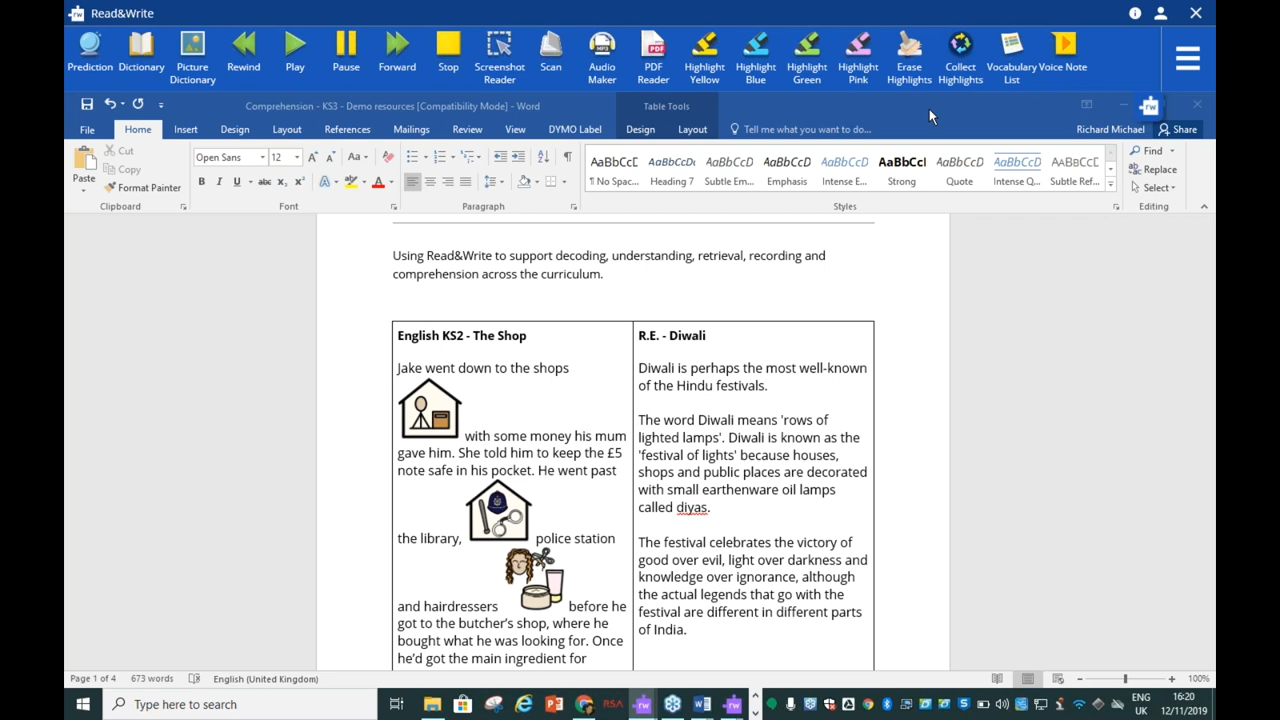 Read&Write
Prediction
Dictionary
Picture Dictionary
Rewind
Play
Pause
Forward
Stop
Screenshot Reader
Scan
Audio Maker
PDF Reader
Highlight Yellow
Highlight Blue
Highlight Green
Highlight Pink
Erase Highlights
Collect Highlights
Vocabulary List
Voice Note
Comprehension - KS3 - Demo resources [Compatibility Mode] - Word
Table Tools
File
Home
Insert
Design
Layout
References
Mailings
Review
View
DYMO Label
Design
Layout
Tell me what you want to do...
Richard Michael
Share
Paste
Cut
Copy
Format Painter
Clipboard
Open Sans
12
Font
Paragraph
AaBbCcD
¶ No Spac...
AaBbCcDc
Heading 7
AaBbCcD
Subtle Em...
AaBbCcD
Emphasis
AaBbCcD
Intense E...
AaBbCcl
Strong
AaBbCcD
Quote
AaBbCcD
Intense Q...
AaBbCcD
Subtle Ref...
Styles
Find
Replace
Select
Editing
Using Read&Write to support decoding, understanding, retrieval, recording and
comprehension across the curriculum.
English KS2 - The Shop
Jake went down to the shops
with some money his mum
gave him. She told him to keep the £5
note safe in his pocket. He went past
the library, police station
and hairdressers before he
got to the butcher's shop, where he
bought what he was looking for. Once
he'd got the main ingredient for
R.E. - Diwali
Diwali is perhaps the most well-known
of the Hindu festivals.
The word Diwali means 'rows of
lighted lamps'. Diwali is known as the
'festival of lights' because houses,
shops and public places are decorated
with small earthenware oil lamps
called diyas.
The festival celebrates the victory of
good over evil, light over darkness and
knowledge over ignorance, although
the actual legends that go with the
festival are different in different parts
of India.
Page 1 of 4
673 words
English (United Kingdom)
100%
Type here to search
RSA
ENG
UK
16:20
12/11/2019